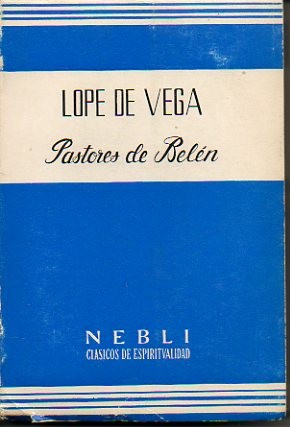 LOPE DE VEGA
Pastores de Belén
NEBLI
CLASICOS DE ESPIRITVALIDAD